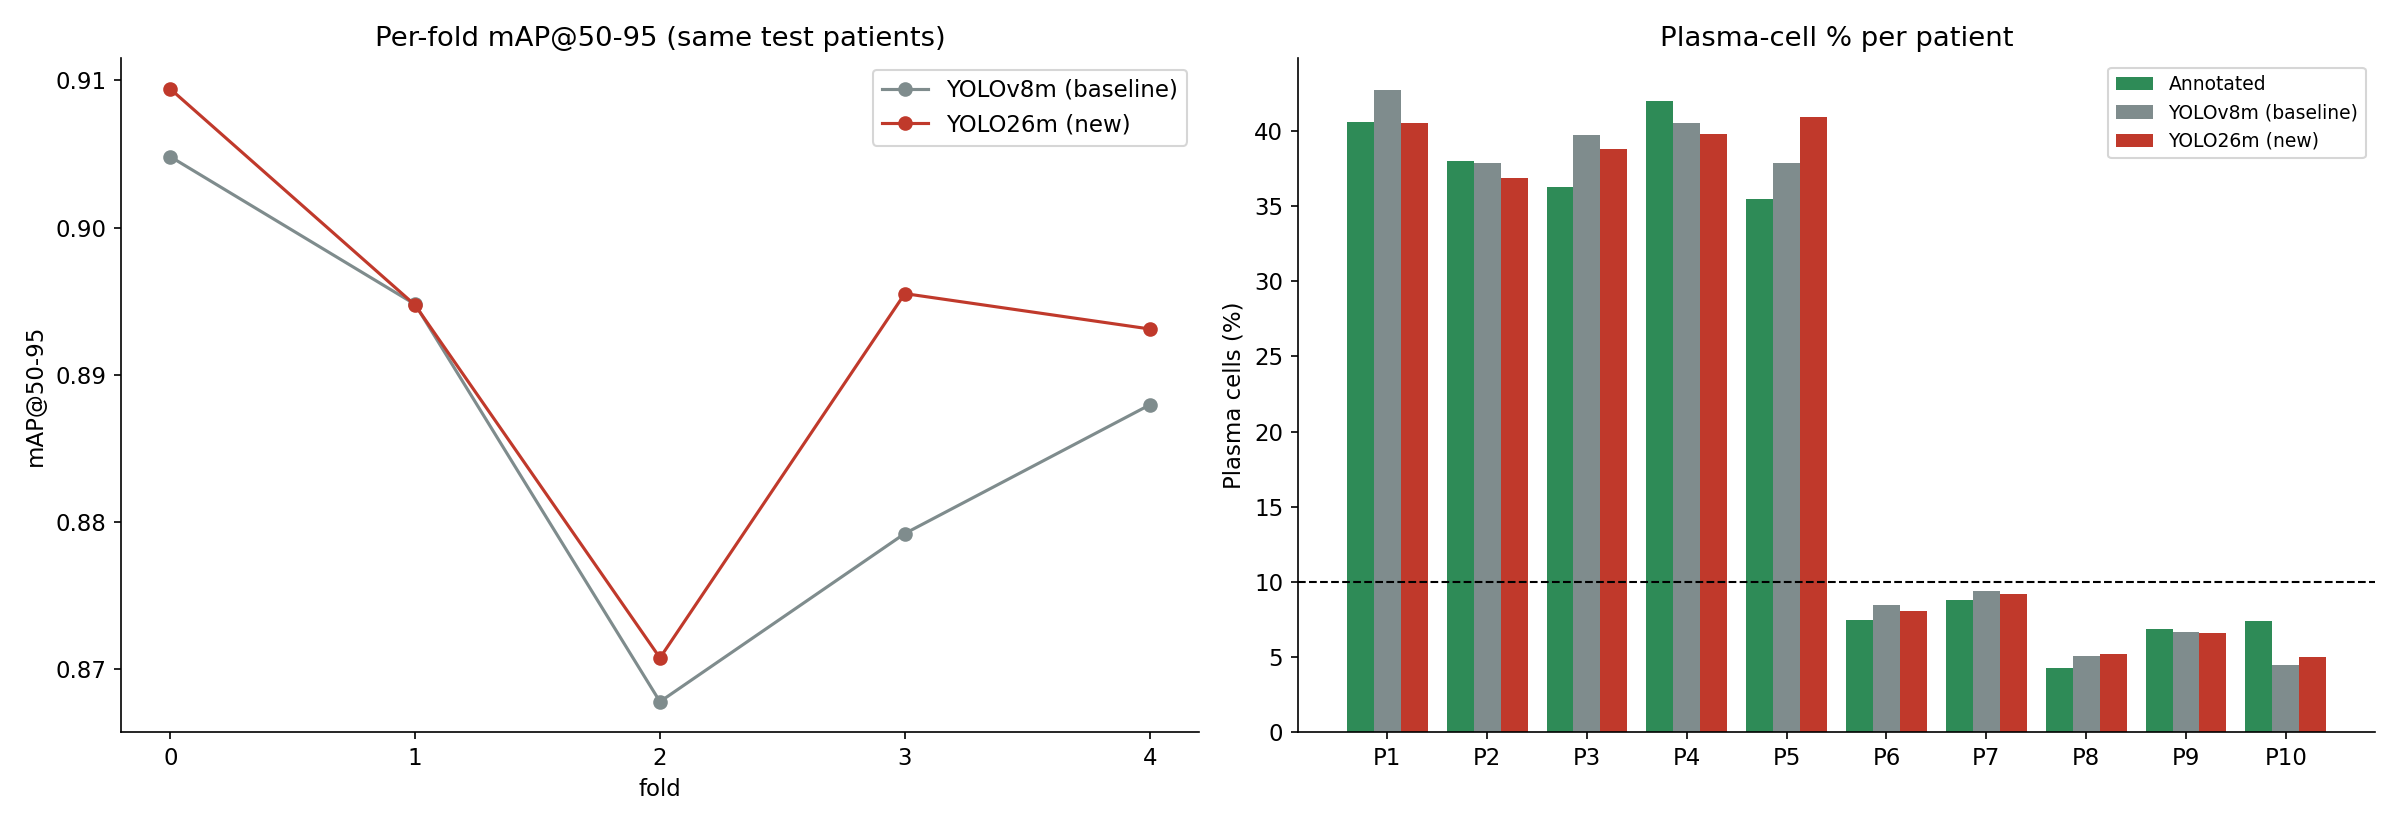 Per-fold mAP@50-95 (same test patients)
YOLOv8m (baseline)
YOLO26m (new)
mAP@50-95
0.91
0.90
0.89
0.88
0.87
0 1 2 3 4
fold
Plasma-cell % per patient
Annotated
YOLOv8m (baseline)
YOLO26m (new)
Plasma cells (%)
40
35
30
25
20
15
10
5
0
P1 P2 P3 P4 P5 P6 P7 P8 P9 P10